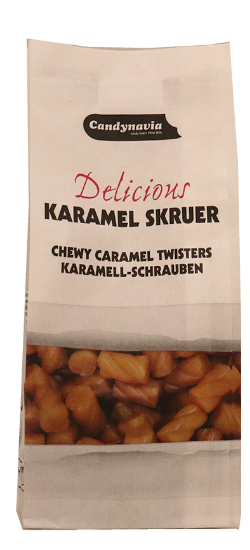 Candynavia
Delicious
KARAMEL SKRUER
CHEWY CARAMEL TWISTERS
KARAMELL-SCHRAUBEN